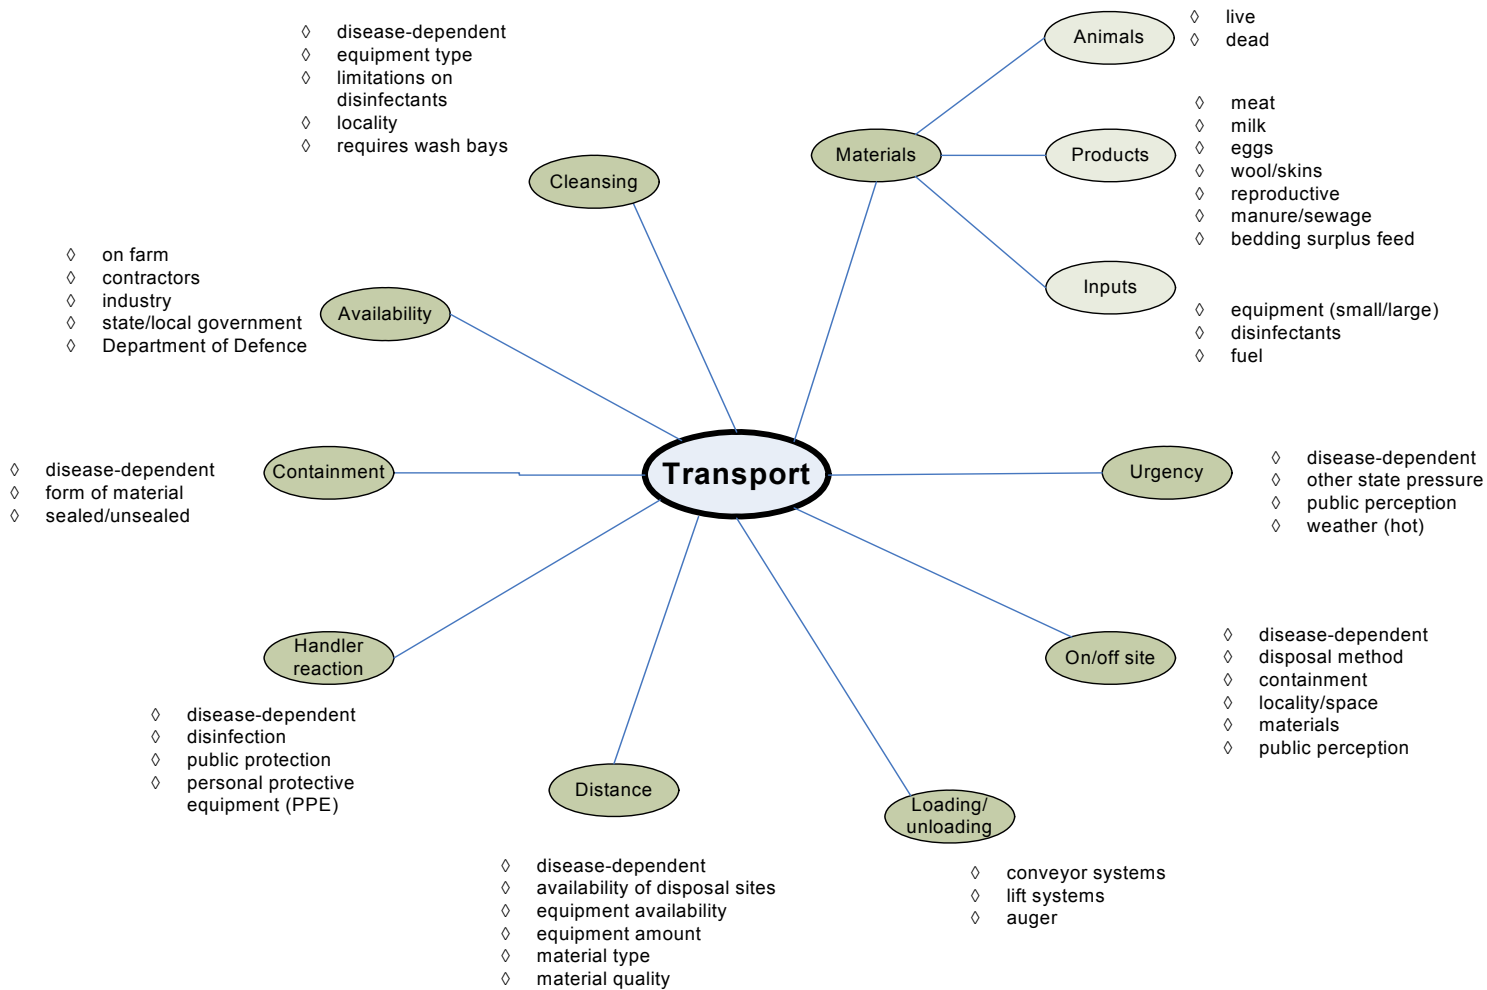 ◊ disease-dependent
◊ equipment type
◊ limitations on
disinfectants
◊ locality
◊ requires wash bays
Cleansing
Animals
◊ live
◊ dead
Materials
Products
◊ meat
◊ milk
◊ eggs
◊ wool/skins
◊ reproductive
◊ manure/sewage
◊ bedding surplus feed
Inputs
◊ equipment (small/large)
◊ disinfectants
◊ fuel
◊ on farm
◊ contractors
◊ industry
◊ state/local government
◊ Department of Defence
Availability
◊ disease-dependent
◊ form of material
◊ sealed/unsealed
Containment
Transport
Urgency
◊ disease-dependent
◊ other state pressure
◊ public perception
◊ weather (hot)
Handler
reaction
◊ disease-dependent
◊ disinfection
◊ public protection
◊ personal protective
equipment (PPE)
On/off site
◊ disease-dependent
◊ disposal method
◊ containment
◊ locality/space
◊ materials
◊ public perception
Distance
◊ disease-dependent
◊ availability of disposal sites
◊ equipment availability
◊ equipment amount
◊ material type
◊ material quality
Loading/
unloading
◊ conveyor systems
◊ lift systems
◊ auger